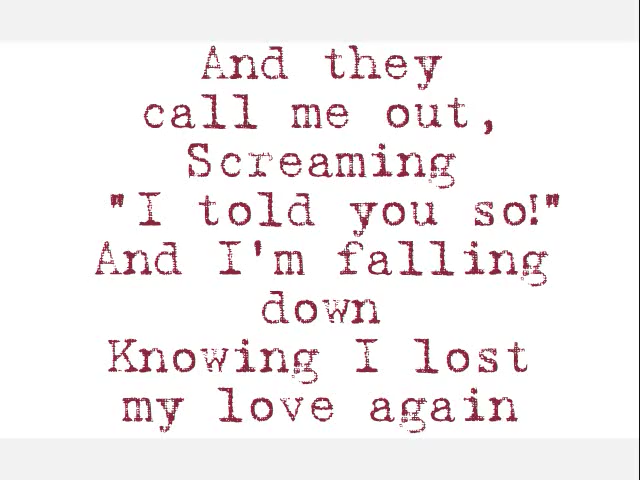 And they
call me out,
Screaming
"I told you so!"
And I'm falling
down
Knowing I lost
my love again